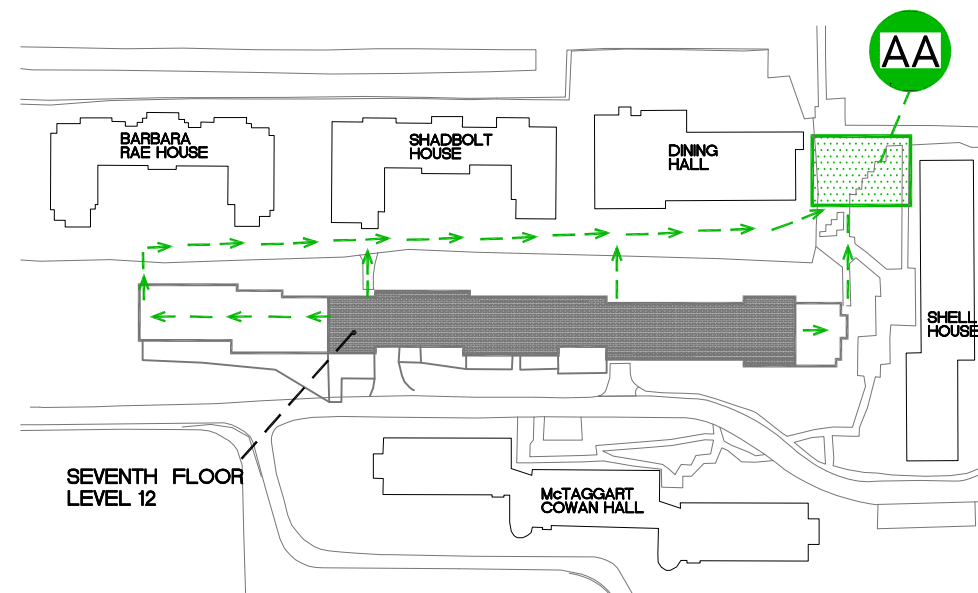 AA
BARBARA
RAE HOUSE
SHADBOLT
HOUSE
DINING
HALL
SHELL
HOUSE
SEVENTH FLOOR
LEVEL 12
McTAGGART
COWAN HALL